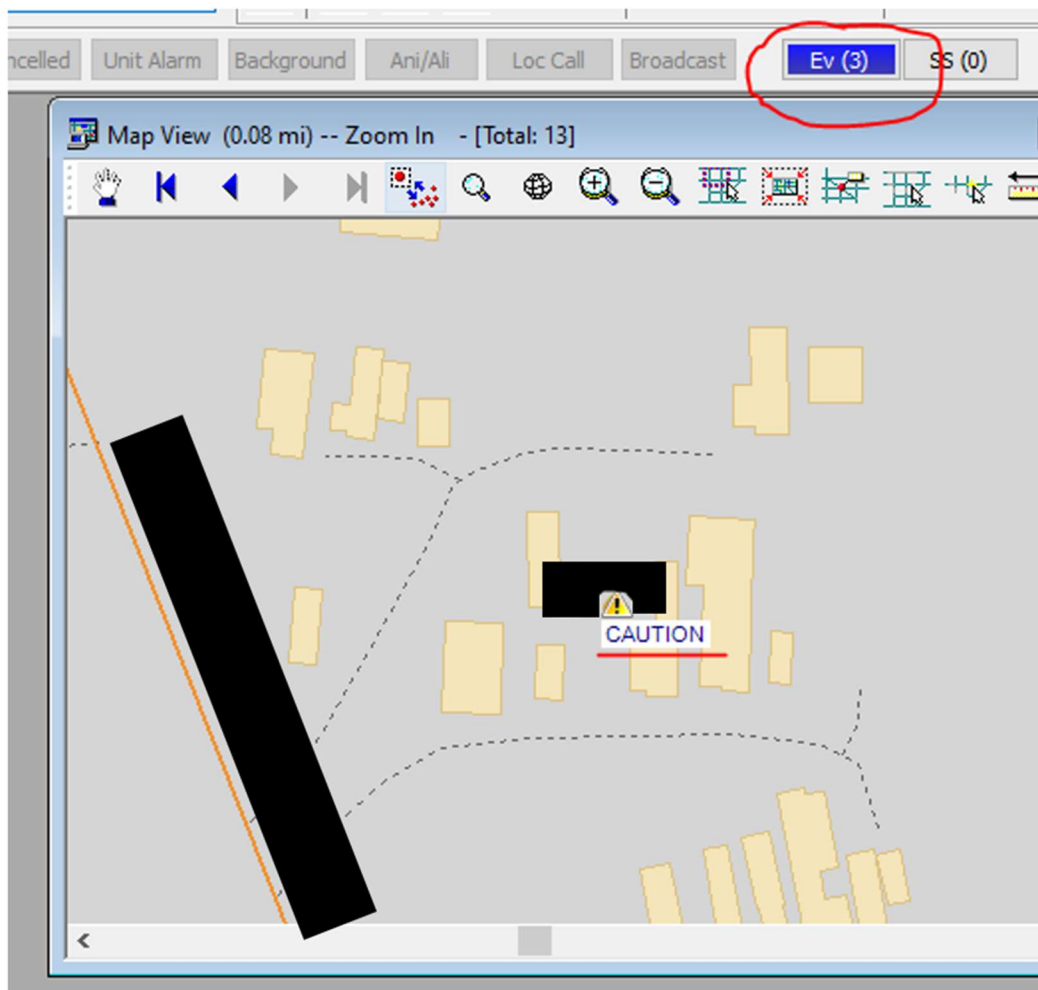 ncelled Unit Alarm Background Ani/Ali Loc Call Broadcast Ev (3) SS (0)
Map View (0.08 mi) -- Zoom In - [Total: 13]
CAUTION